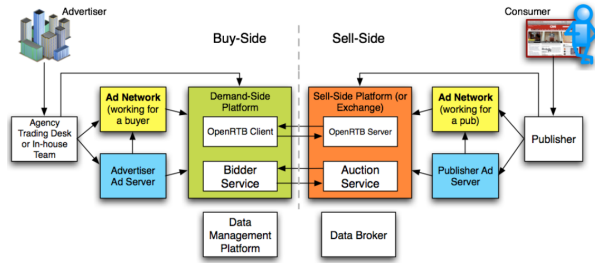 Advertiser
Consumer
Buy-Side
Sell-Side
Agency
Trading Desk
or In-house
Team
Ad Network
(working for
a buyer)
Advertiser
Ad Server
Demand-Side
Platform
OpenRTB Client
Bidder
Service
Sell-Side Platform (or
Exchange)
OpenRTB Server
Auction
Service
Ad Network
(working for
a pub)
Publisher Ad
Server
Publisher
Data
Management
Platform
Data Broker